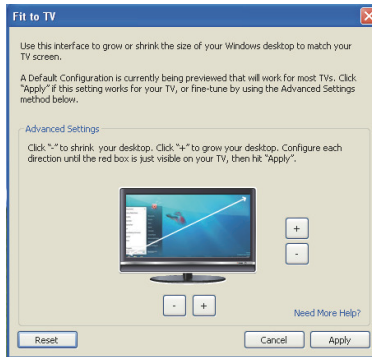 Fit to TV
Use this interface to grow or shrink the size of your Windows desktop to match your
TV screen.
A Default Configuration is currently being previewed that will work for most TVs. Click
"Apply" if this setting works for your TV, or fine-tune by using the Advanced Settings
method below.
Advanced Settings
Click "-" to shrink your desktop. Click "+" to grow your desktop. Configure each
direction until the red box is just visible on your TV, then hit "Apply".
+
-
- +
Need More Help?
Reset Cancel Apply